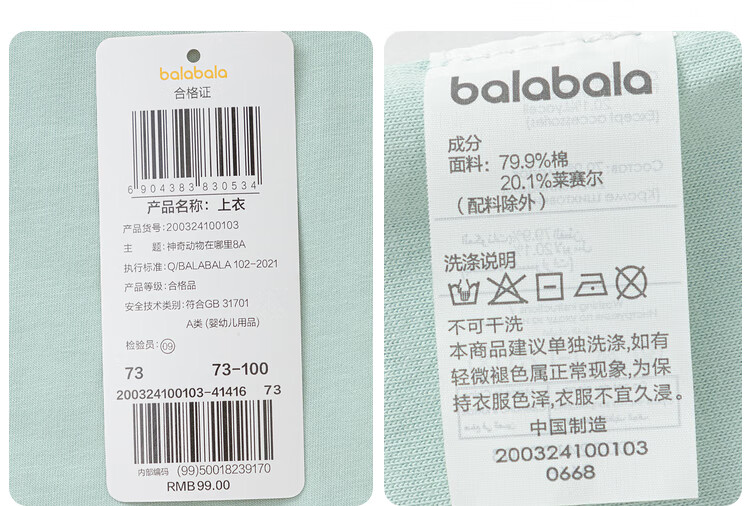 balabala
合格证
6 904383 830534
产品名称：上衣
产品货号：200324100103
主　　题：神奇动物在哪里8A
执行标准：Q/BALABALA 102-2021
产品等级：合格品
安全技术类别：符合GB 31701
A类 (婴幼儿用品)
检验员：09
73 73-100
200324100103-41416 73
内部编码 (99)50018239170
RMB99.00
balabala
成分
面料：79.9%棉
20.1%莱赛尔
（配料除外）
洗涤说明
不可干洗
本商品建议单独洗涤,如有
轻微褪色属正常现象,为保
持衣服色泽,衣服不宜久浸。
中国制造
200324100103
0668